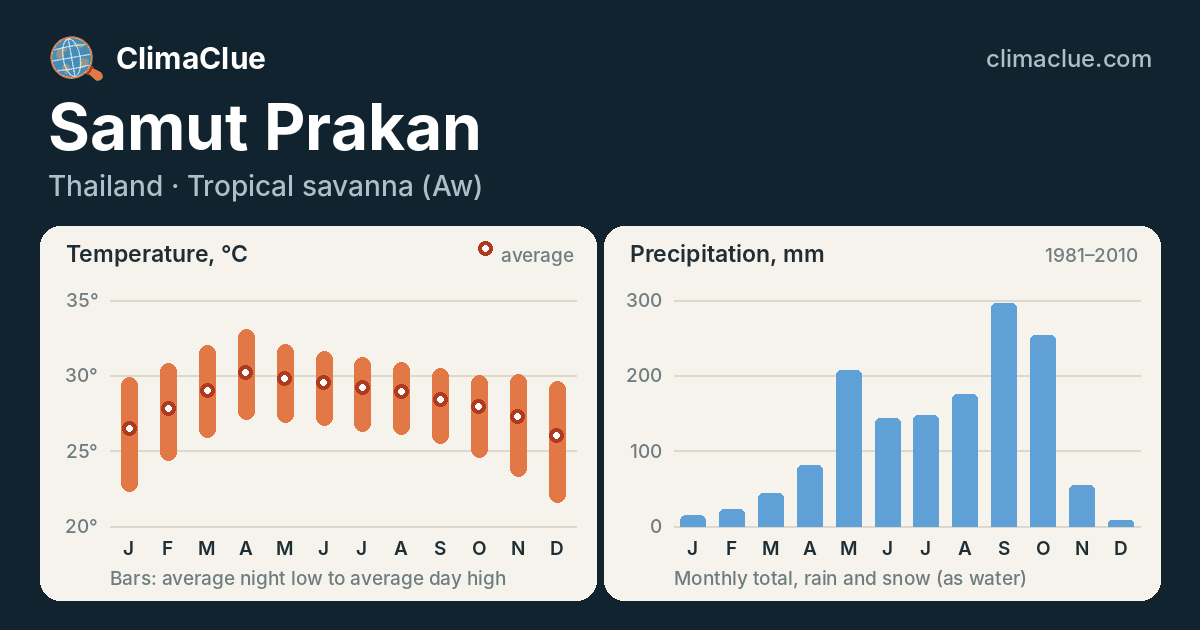 ClimaClue
climaclue.com
Samut Prakan
Thailand · Tropical savanna (Aw)
Temperature, °C
average
35°
30°
25°
20°
J F M A M J J A S O N D
Bars: average night low to average day high
Precipitation, mm
1981–2010
300
200
100
0
J F M A M J J A S O N D
Monthly total, rain and snow (as water)